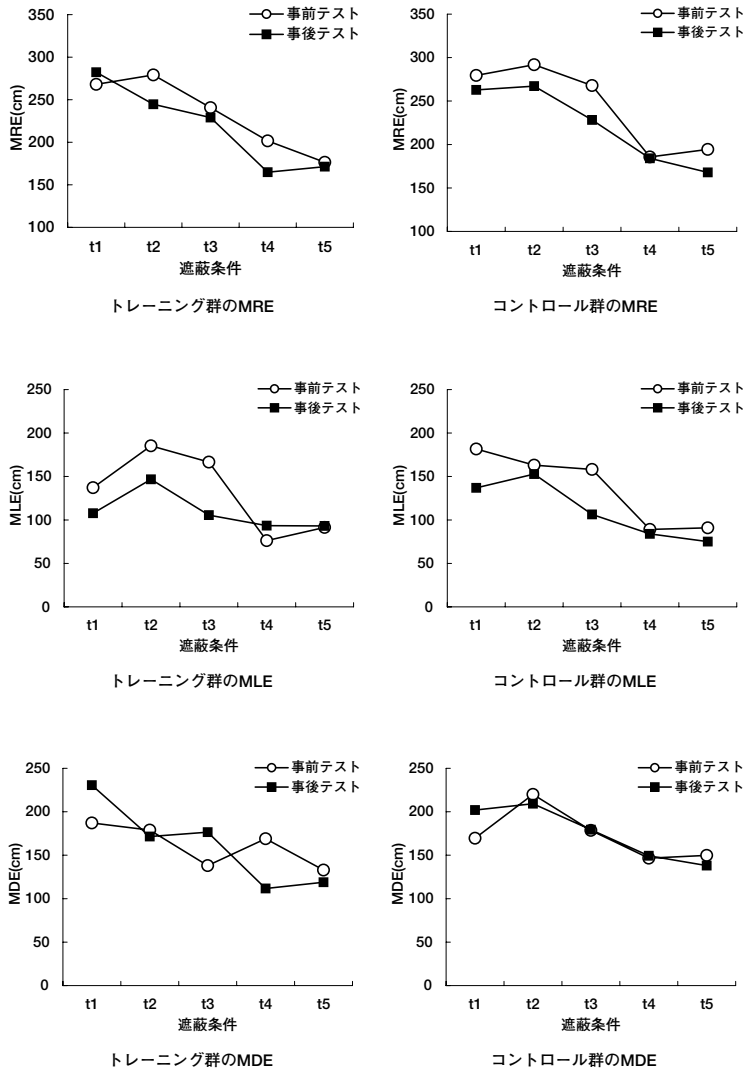 事前テスト
事後テスト
350
300
250
200
150
100
MRE(cm)
t1 t2 t3 t4 t5
遮蔽条件
トレーニング群のMRE
事前テスト
事後テスト
350
300
250
200
150
100
MRE(cm)
t1 t2 t3 t4 t5
遮蔽条件
コントロール群のMRE
事前テスト
事後テスト
250
200
150
100
50
0
MLE(cm)
t1 t2 t3 t4 t5
遮蔽条件
トレーニング群のMLE
事前テスト
事後テスト
250
200
150
100
50
0
MLE(cm)
t1 t2 t3 t4 t5
遮蔽条件
コントロール群のMLE
事前テスト
事後テスト
250
200
150
100
50
0
MDE(cm)
t1 t2 t3 t4 t5
遮蔽条件
トレーニング群のMDE
事前テスト
事後テスト
250
200
150
100
50
0
MDE(cm)
t1 t2 t3 t4 t5
遮蔽条件
コントロール群のMDE